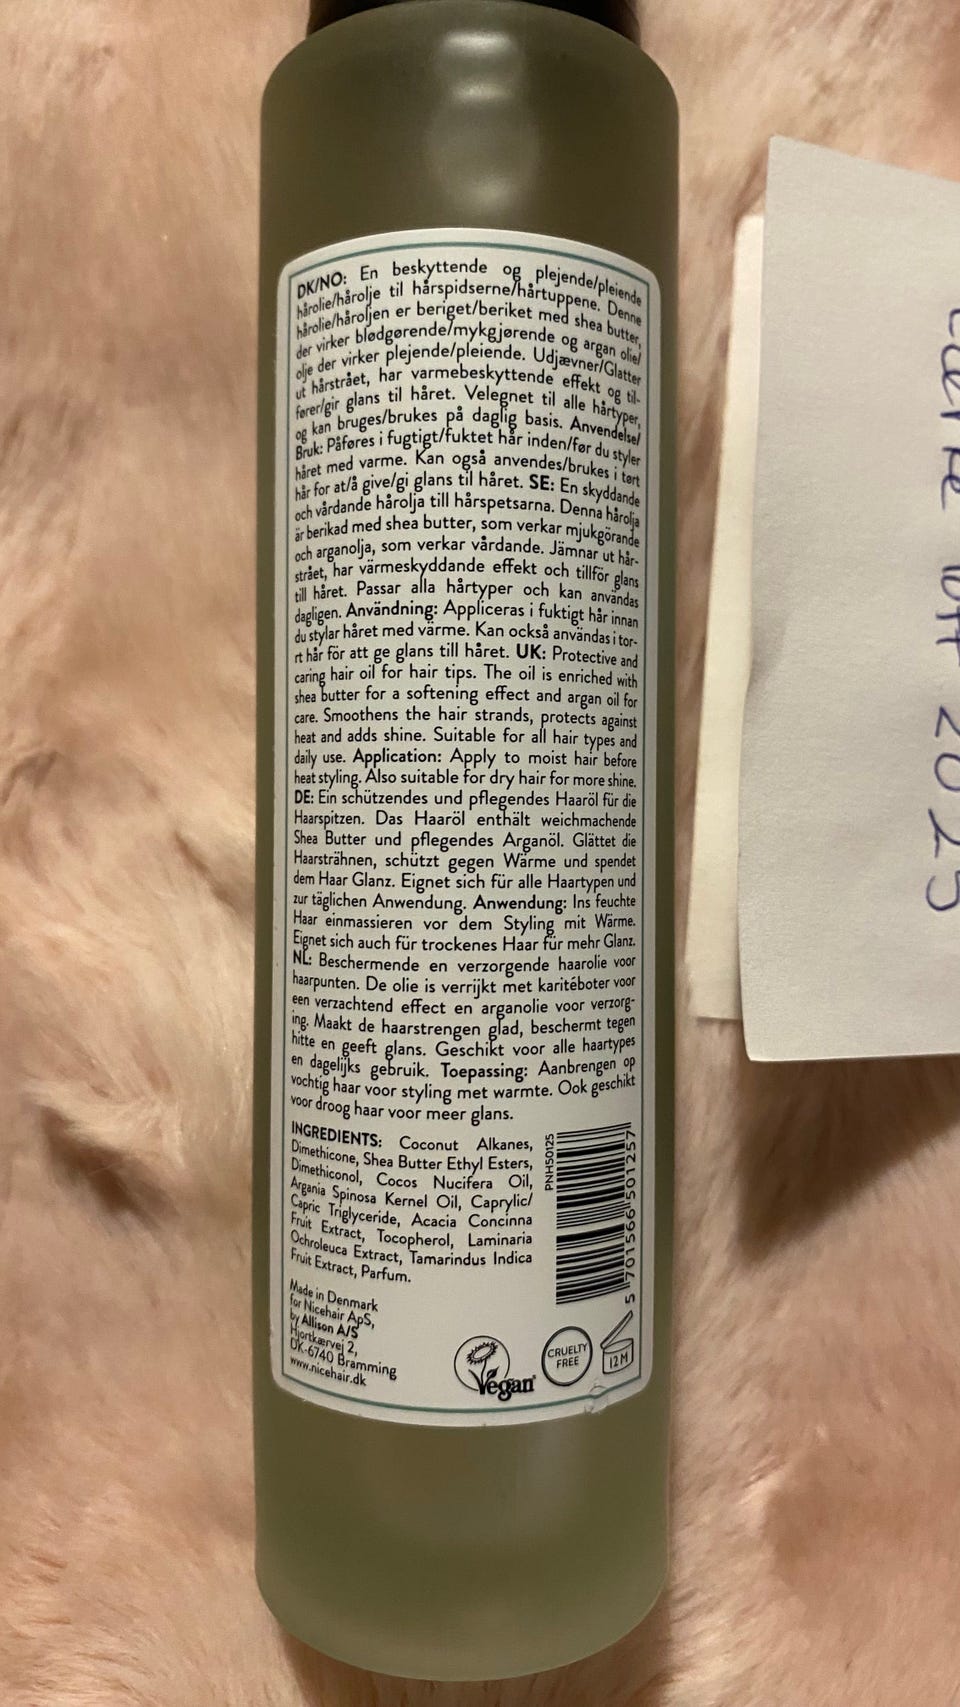 DK/NO: En beskyttende og plejende/pleiende
hårolie/hårolje til hårspidserne/hårtuppene. Denne
hårolie/håroljen er beriget/beriket med shea butter,
der virker blødgørende/mykgjørende og argan olie/
olje der virker plejende/pleiende. Udjævner/Glatter
ut hårstrået, har varmebeskyttende effekt og til-
fører/gir glans til håret. Velegnet til alle hårtyper,
og kan bruges/brukes på daglig basis. Anvendelse/
Bruk: Påføres i fugtigt/fuktet hår inden/før du styler
håret med varme. Kan også anvendes/brukes i tørt
hår for at/å give/gi glans til håret. SE: En skyddande
och vårdande hårolja till hårspetsarna. Denna hårolja
är berikad med shea butter, som verkar mjukgörande
och arganolja, som verkar vårdande. Jämnar ut hår-
strået, har värmeskyddande effekt och tillför glans
till håret. Passar alla hårtyper och kan användas
dagligen. Användning: Appliceras i fuktigt hår innan
du stylar håret med värme. Kan också användas i tor-
rt hår för att ge glans till håret. UK: Protective and
caring hair oil for hair tips. The oil is enriched with
shea butter for a softening effect and argan oil for
care. Smoothens the hair strands, protects against
heat and adds shine. Suitable for all hair types and
daily use. Application: Apply to moist hair before
heat styling. Also suitable for dry hair for more shine.
DE: Ein schützendes und pflegendes Haaröl für die
Haarspitzen. Das Haaröl enthält weichmachende
Shea Butter und pflegendes Arganöl. Glättet die
Haarsträhnen, schützt gegen Wärme und spendet
dem Haar Glanz. Eignet sich für alle Haartypen und
zur täglichen Anwendung. Anwendung: Ins feuchte
Haar einmassieren vor dem Styling mit Wärme.
Eignet sich auch für trockenes Haar für mehr Glanz.
NL: Beschermende en verzorgende haarolie voor
haarpunten. De olie is verrijkt met karitéboter voor
een verzachtend effect en arganolie voor verzorg-
ing. Maakt de haarstrengen glad, beschermt tegen
hitte en geeft glans. Geschikt voor alle haartypes
en dagelijks gebruik. Toepassing: Aanbrengen op
vochtig haar voor styling met warmte. Ook geschikt
voor droog haar voor meer glans.
INGREDIENTS: Coconut Alkanes,
Dimethicone, Shea Butter Ethyl Esters,
Dimethiconol, Cocos Nucifera Oil,
Argania Spinosa Kernel Oil, Caprylic/
Capric Triglyceride, Acacia Concinna
Fruit Extract, Tocopherol, Laminaria
Ochroleuca Extract, Tamarindus Indica
Fruit Extract, Parfum.
PNH50125
5 701566 501257
Made in Denmark
for Nicehair ApS,
by Allison A/S
Hjortkærvej 2,
DK-6740 Bramming
www.nicehair.dk
Vegan
CRUELTY
FREE
12M
2025